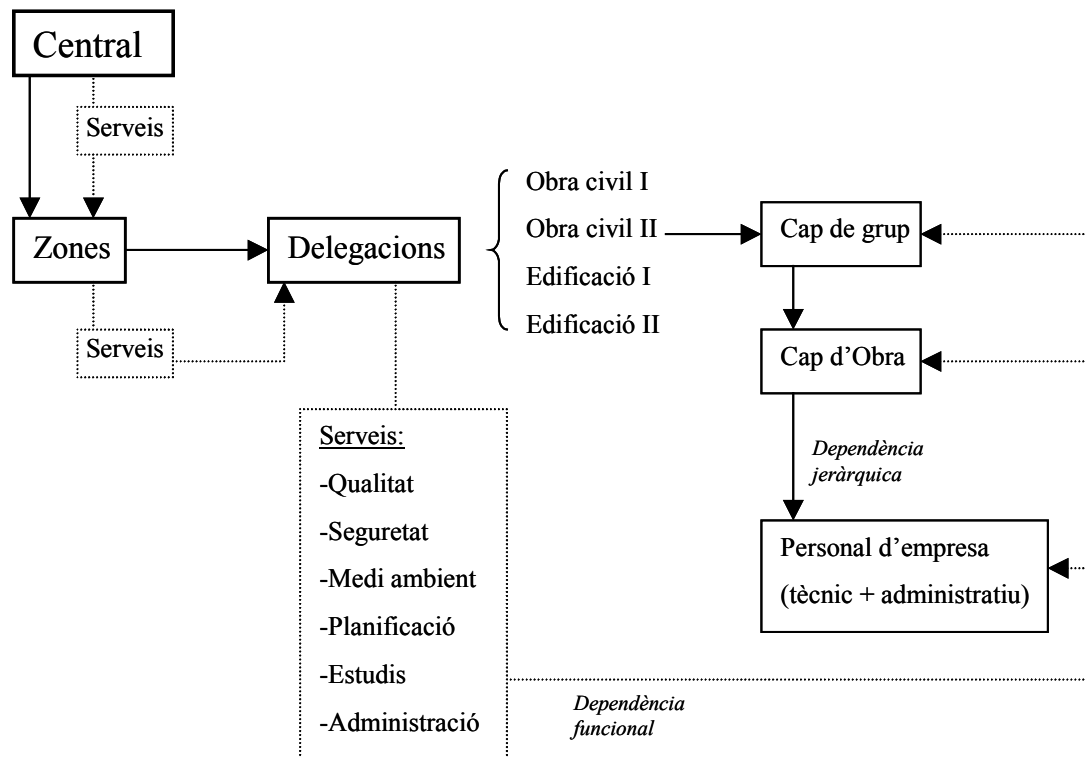 Central
Serveis
Zones
Serveis
Delegacions
Obra civil I
Obra civil II
Edificació I
Edificació II
Cap de grup
Cap d’Obra
Dependència
jeràrquica
Personal d’empresa
(tècnic + administratiu)
Serveis:
-Qualitat
-Seguretat
-Medi ambient
-Planificació
-Estudis
-Administració
Dependència
funcional